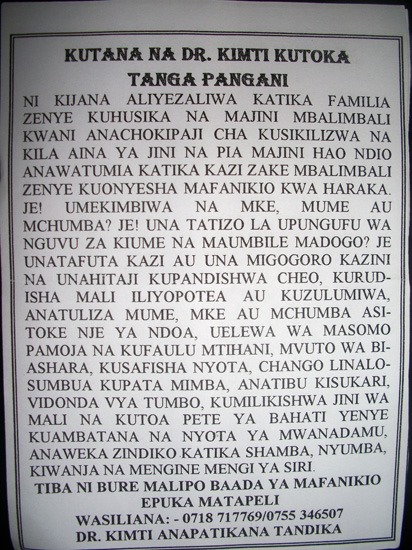 KUTANA NA DR. KIMTI KUTOKA
TANGA PANGANI
NI KIJANA ALIYEZALIWA KATIKA FAMILIA
ZENYE KUHUSIKA NA MAJINI MBALIMBALI
KWANI ANACHOKIPAJI CHA KUSIKILIZWA NA
KILA AINA YA JINI NA PIA MAJINI HAO NDIO
ANAWATUMIA KATIKA KAZI ZAKE MBALIMBALI
ZENYE KUONYESHA MAFANIKIO KWA HARAKA.
JE! UMEKIMBIWA NA MKE, MUME AU
MCHUMBA? JE! UNA TATIZO LA UPUNGUFU WA
NGUVU ZA KIUME NA MAUMBILE MADOGO? JE
UNATAFUTA KAZI AU UNA MIGOGORO KAZINI
NA UNAHITAJI KUPANDISHWA CHEO, KURUD-
ISHA MALI ILIYOPOTEA AU KUZULUMIWA,
ANATULIZA MUME, MKE AU MCHUMBA ASI-
TOKE NJE YA NDOA, UELEWA WA MASOMO
PAMOJA NA KUFAULU MTIHANI, MVUTO WA BI-
ASHARA, KUSAFISHA NYOTA, CHANGO LINALO-
SUMBUA KUPATA MIMBA, ANATIBU KISUKARI,
VIDONDA VYA TUMBO, KUMILIKISHWA JINI WA
MALI NA KUTOA PETE YA BAHATI YENYE
KUAMBATANA NA NYOTA YA MWANADAMU,
ANAWEKA ZINDIKO KATIKA SHAMBA, NYUMBA,
KIWANJA NA MENGINE MENGI YA SIRI.
TIBA NI BURE MALIPO BAADA YA MAFANIKIO
EPUKA MATAPELI
WASILIANA: - 0718 717769/0755 346507
DR. KIMTI ANAPATIKANA TANDIKA